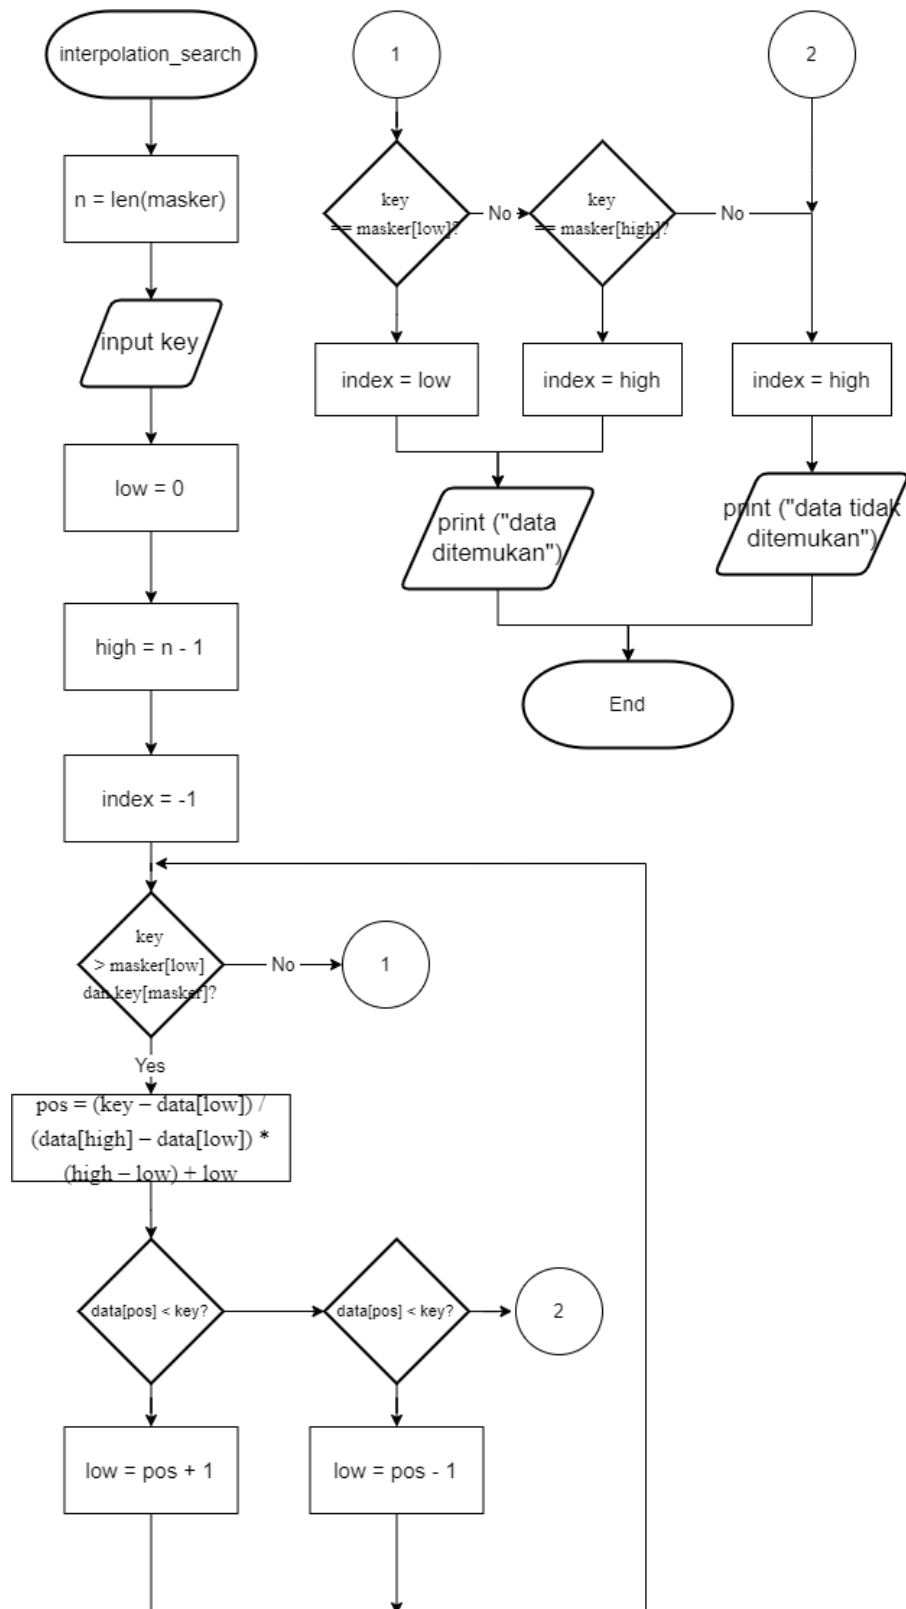 interpolation_search
n = len(masker)
input key
low = 0
high = n - 1
index = -1
key
> masker[low]
dan key[masker]?
No
1
Yes
pos = (key – data[low]) /
(data[high] – data[low]) *
(high – low) + low
data[pos] < key?
data[pos] < key?
2
low = pos + 1
low = pos - 1
1
key
== masker[low]?
No
key
== masker[high]?
No
2
index = low
index = high
index = high
print ("data
ditemukan")
print ("data tidak
ditemukan")
End